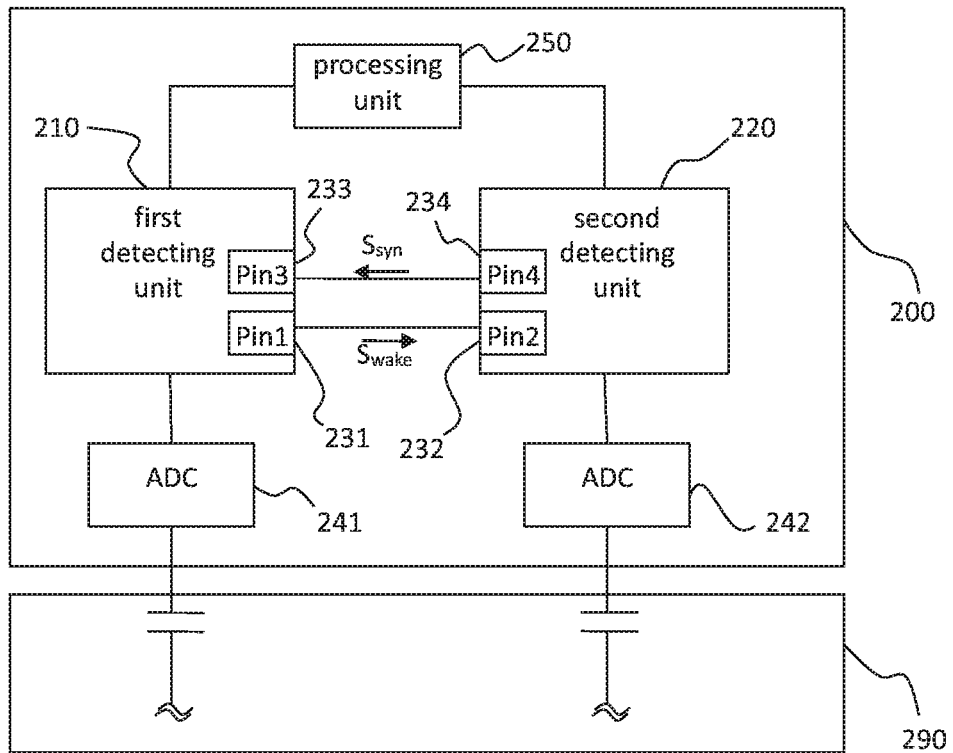 250
processing
unit
210
220
first
detecting
unit
233
234
second
detecting
unit
Ssyn
Pin3
Pin4
200
Pin1
Pin2
Swake
231
232
ADC
ADC
241
242
290